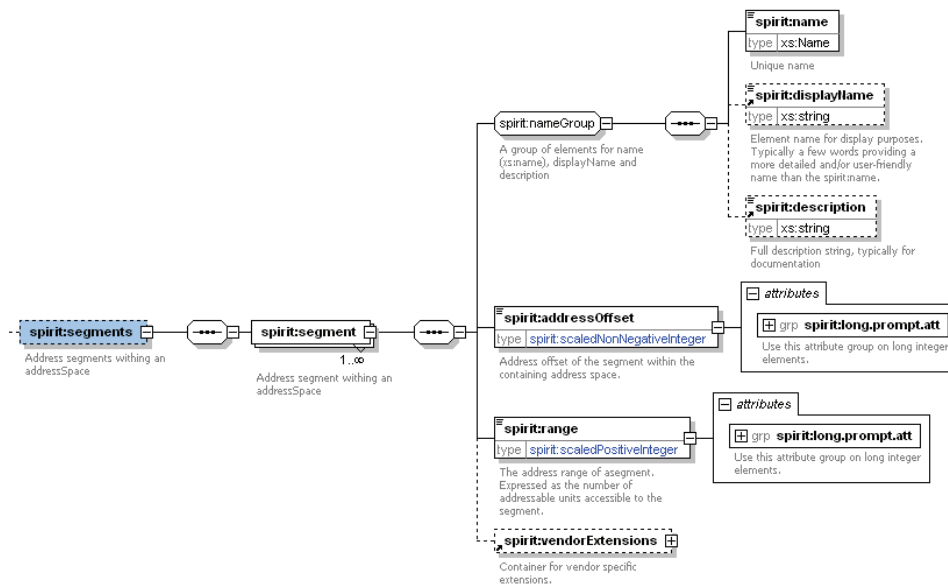 spirit:name
type xs:Name
Unique name
spirit:displayName
type xs:string
Element name for display purposes.
Typically a few words providing a
more detailed and/or user-friendly
name than the spirit:name.
spirit:description
type xs:string
Full description string, typically for
documentation
spirit:nameGroup
A group of elements for name
(xs:name), displayName and
description
spirit:segments
Address segments withing an
addressSpace
spirit:segment
1..∞
Address segment withing an
addressSpace
spirit:addressOffset
type spirit:scaledNonNegativeInteger
Address offset of the segment within the
containing address space.
attributes
grp spirit:long.prompt.att
Use this attribute group on long integer
elements.
spirit:range
type spirit:scaledPositiveInteger
The address range of asegment.
Expressed as the number of
addressable units accessible to the
segment.
attributes
grp spirit:long.prompt.att
Use this attribute group on long integer
elements.
spirit:vendorExtensions
Container for vendor specific
extensions.